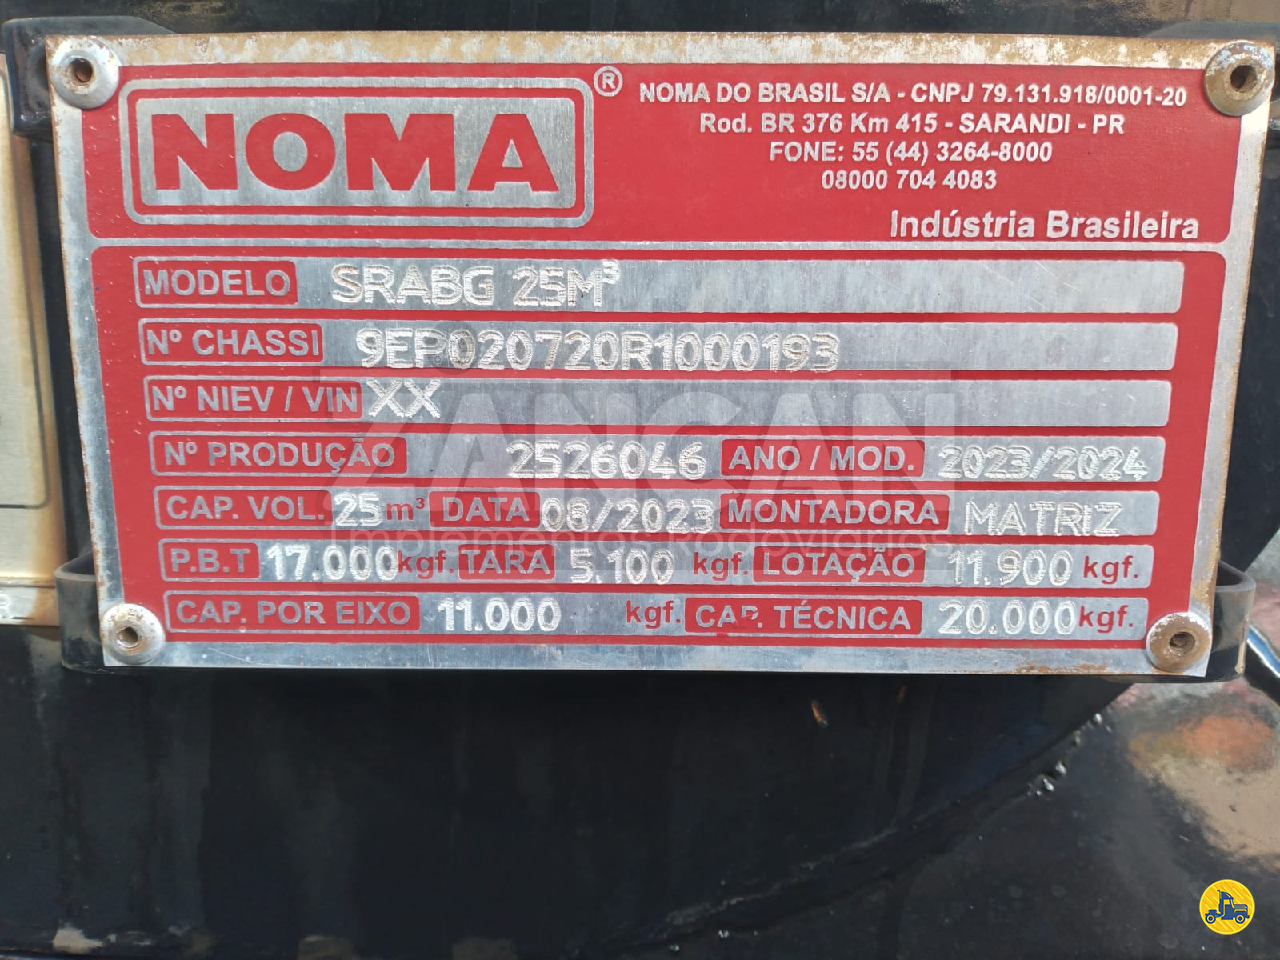 NOMA ®
NOMA DO BRASIL S/A - CNPJ 79.131.918/0001-20
Rod. BR 376 Km 415 - SARANDI - PR
FONE: 55 (44) 3264-8000
08000 704 4083
Indústria Brasileira
MODELO SRABG 25M³
Nº CHASSI 9EP020720R1000193
Nº NIEV / VIN XX
Nº PRODUÇÃO 2526046 ANO / MOD. 2023/2024
CAP. VOL. 25 m³ DATA 08/2023 MONTADORA MATRIZ
P.B.T 17.000 kgf. TARA 5.100 kgf. LOTAÇÃO 11.900 kgf.
CAP. POR EIXO 11.000 kgf. CAP. TÉCNICA 20.000 kgf.
ZANCAN
Implementos Rodoviários